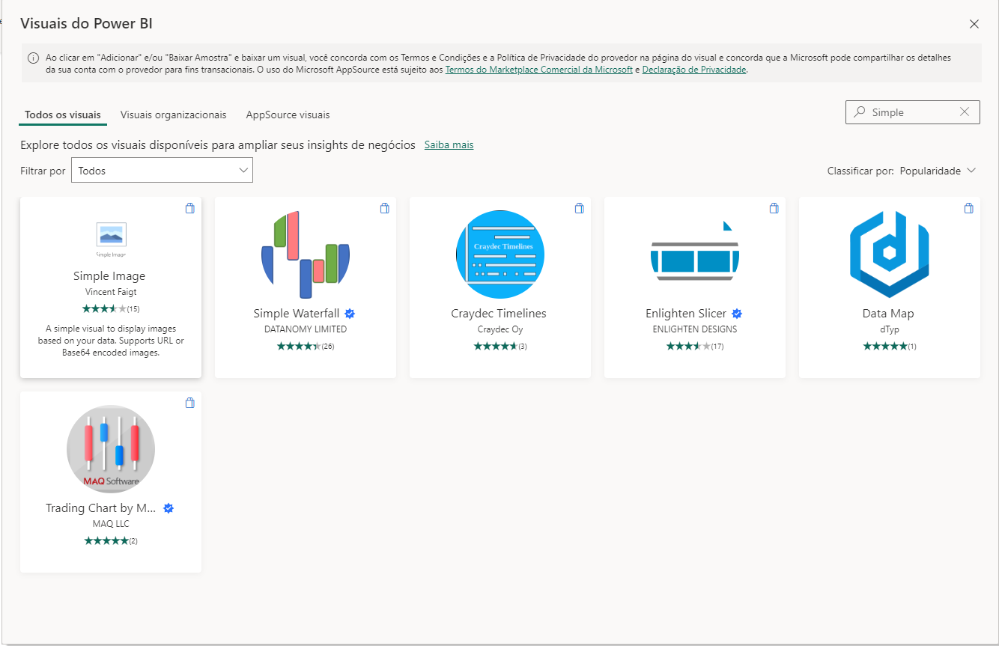 Visuais do Power BI
Ao clicar em "Adicionar" e/ou "Baixar Amostra" e baixar um visual, você concorda com os Termos e Condições e a Política de Privacidade do provedor na página do visual e concorda que a Microsoft pode compartilhar os detalhes
da sua conta com o provedor para fins transacionais. O uso do Microsoft AppSource está sujeito aos Termos do Marketplace Comercial da Microsoft e Declaração de Privacidade.
Todos os visuais
Visuais organizacionais
AppSource visuais
Simple
Explore todos os visuais disponíveis para ampliar seus insights de negócios Saiba mais
Filtrar por
Todos
Classificar por: Popularidade
Simple Image
Simple Image
Vincent Faigt
(15)
A simple visual to display images
based on your data. Supports URL or
Base64 encoded images.
Simple Waterfall
DATANOMY LIMITED
(26)
Craydec Timelines
Craydec Timelines
Craydec Oy
(3)
Enlighten Slicer
ENLIGHTEN DESIGNS
(17)
Data Map
dTyp
(1)
MAQ Software
Trading Chart by M...
MAQ LLC
(2)